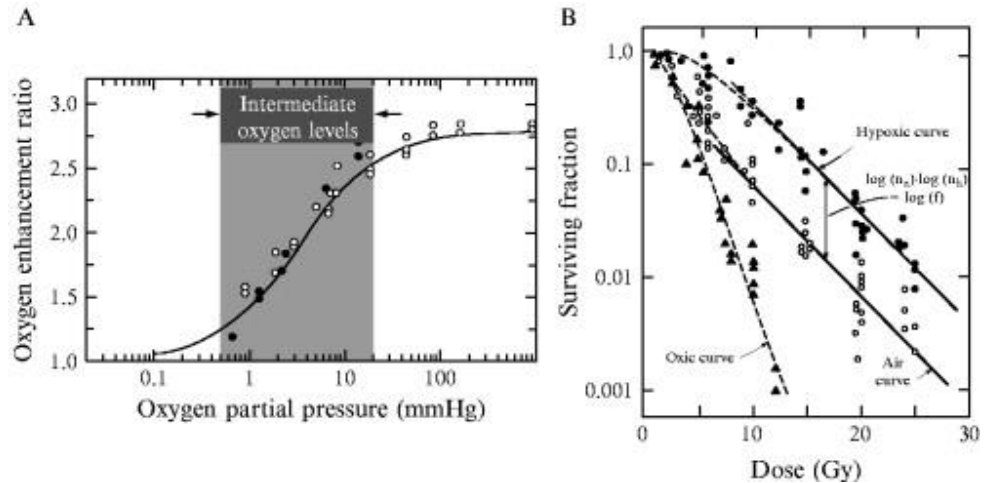 A
Oxygen enhancement ratio
3.0
2.5
2.0
1.5
1.0
Intermediate
oxygen levels
0.1
1
10
100
Oxygen partial pressure (mmHg)
B
Surviving fraction
1.0
0.1
0.01
0.001
Hypoxic curve
log (nₐ)-log (nₕ)
= log (f)
Oxic curve
Air
curve
0
10
20
30
Dose (Gy)